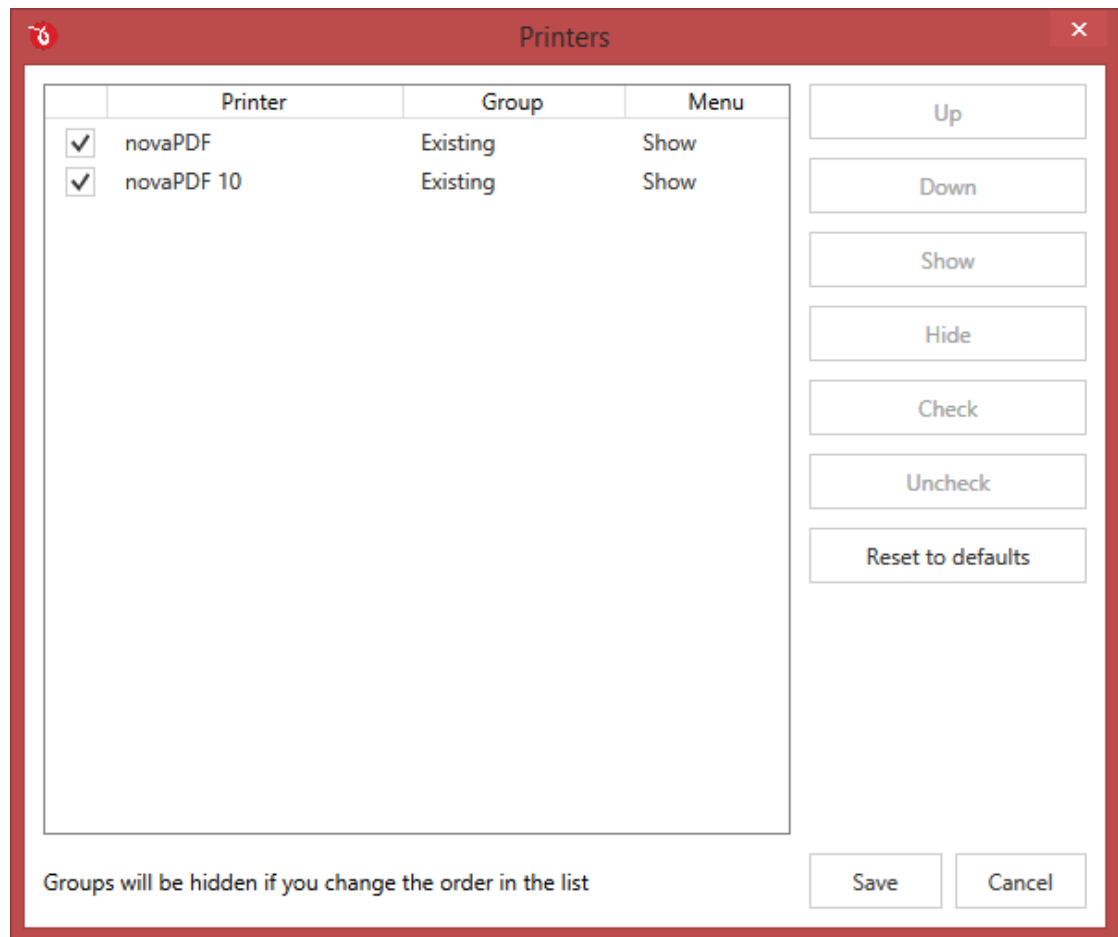 Printers
Printer Group Menu
novaPDF Existing Show
novaPDF 10 Existing Show
Up
Down
Show
Hide
Check
Uncheck
Reset to defaults
Groups will be hidden if you change the order in the list
Save Cancel